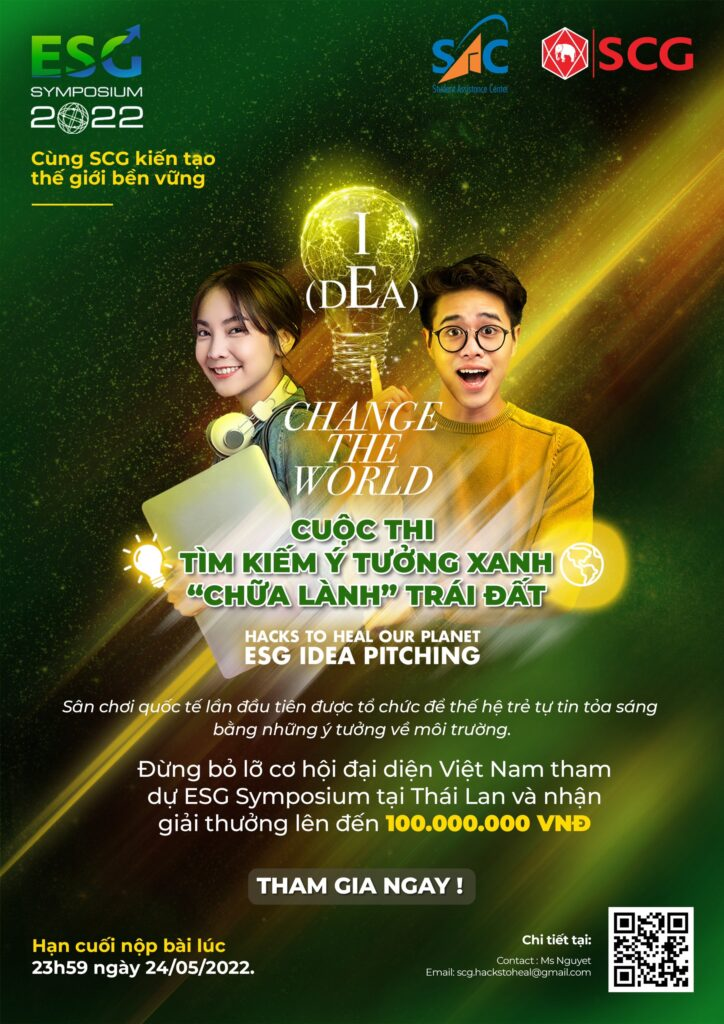 ESG
SYMPOSIUM
2022
SAC
Student Assistance Center
SCG
Cùng SCG kiến tạo
thế giới bền vững
I
(DEA)
CHANGE
THE
WORLD
CUỘC THI
TÌM KIẾM Ý TƯỞNG XANH
“CHỮA LÀNH” TRÁI ĐẤT
HACKS TO HEAL OUR PLANET
ESG IDEA PITCHING
Sân chơi quốc tế lần đầu tiên được tổ chức để thế hệ trẻ tự tin tỏa sáng
bằng những ý tưởng về môi trường.
Đừng bỏ lỡ cơ hội đại diện Việt Nam tham
dự ESG Symposium tại Thái Lan và nhận
giải thưởng lên đến 100.000.000 VNĐ
THAM GIA NGAY !
Hạn cuối nộp bài lúc
23h59 ngày 24/05/2022.
Chi tiết tại:
Contact : Ms Nguyet
Email: scg.hackstoheal@gmail.com